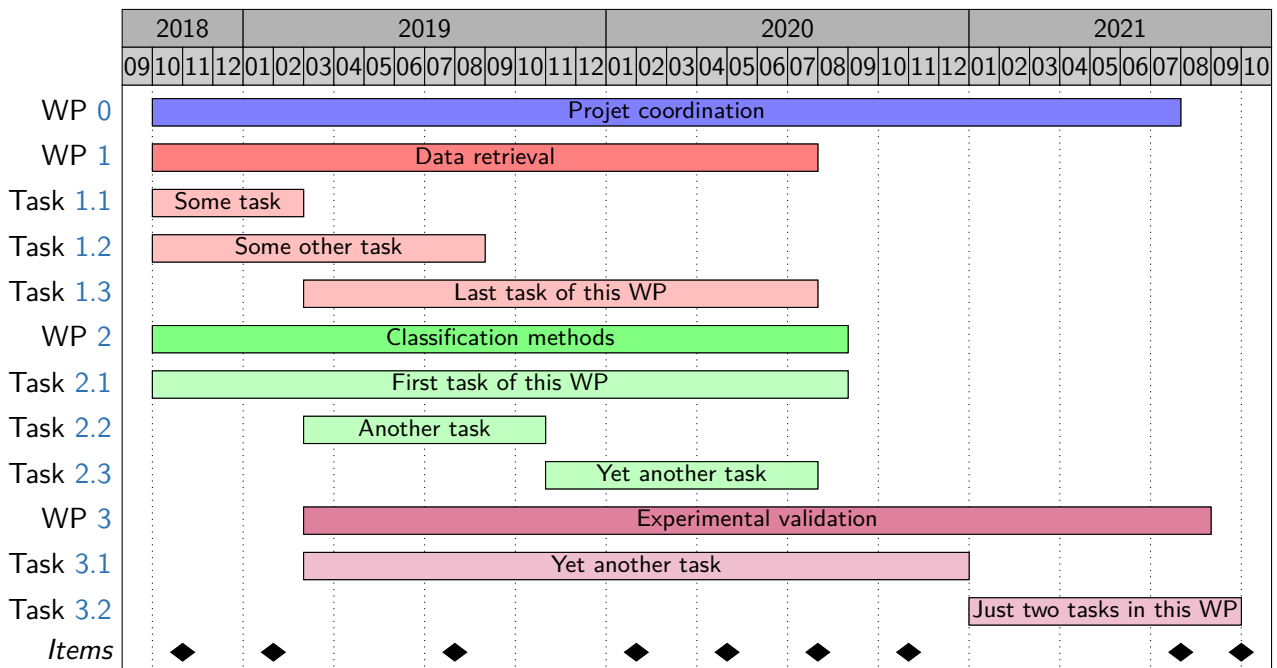 2018 2019 2020 2021
09 10 11 12 01 02 03 04 05 06 07 08 09 10 11 12 01 02 03 04 05 06 07 08 09 10 11 12 01 02 03 04 05 06 07 08 09 10
WP 0 Projet coordination
WP 1 Data retrieval
Task 1.1 Some task
Task 1.2 Some other task
Task 1.3 Last task of this WP
WP 2 Classification methods
Task 2.1 First task of this WP
Task 2.2 Another task
Task 2.3 Yet another task
WP 3 Experimental validation
Task 3.1 Yet another task
Task 3.2 Just two tasks in this WP
Items